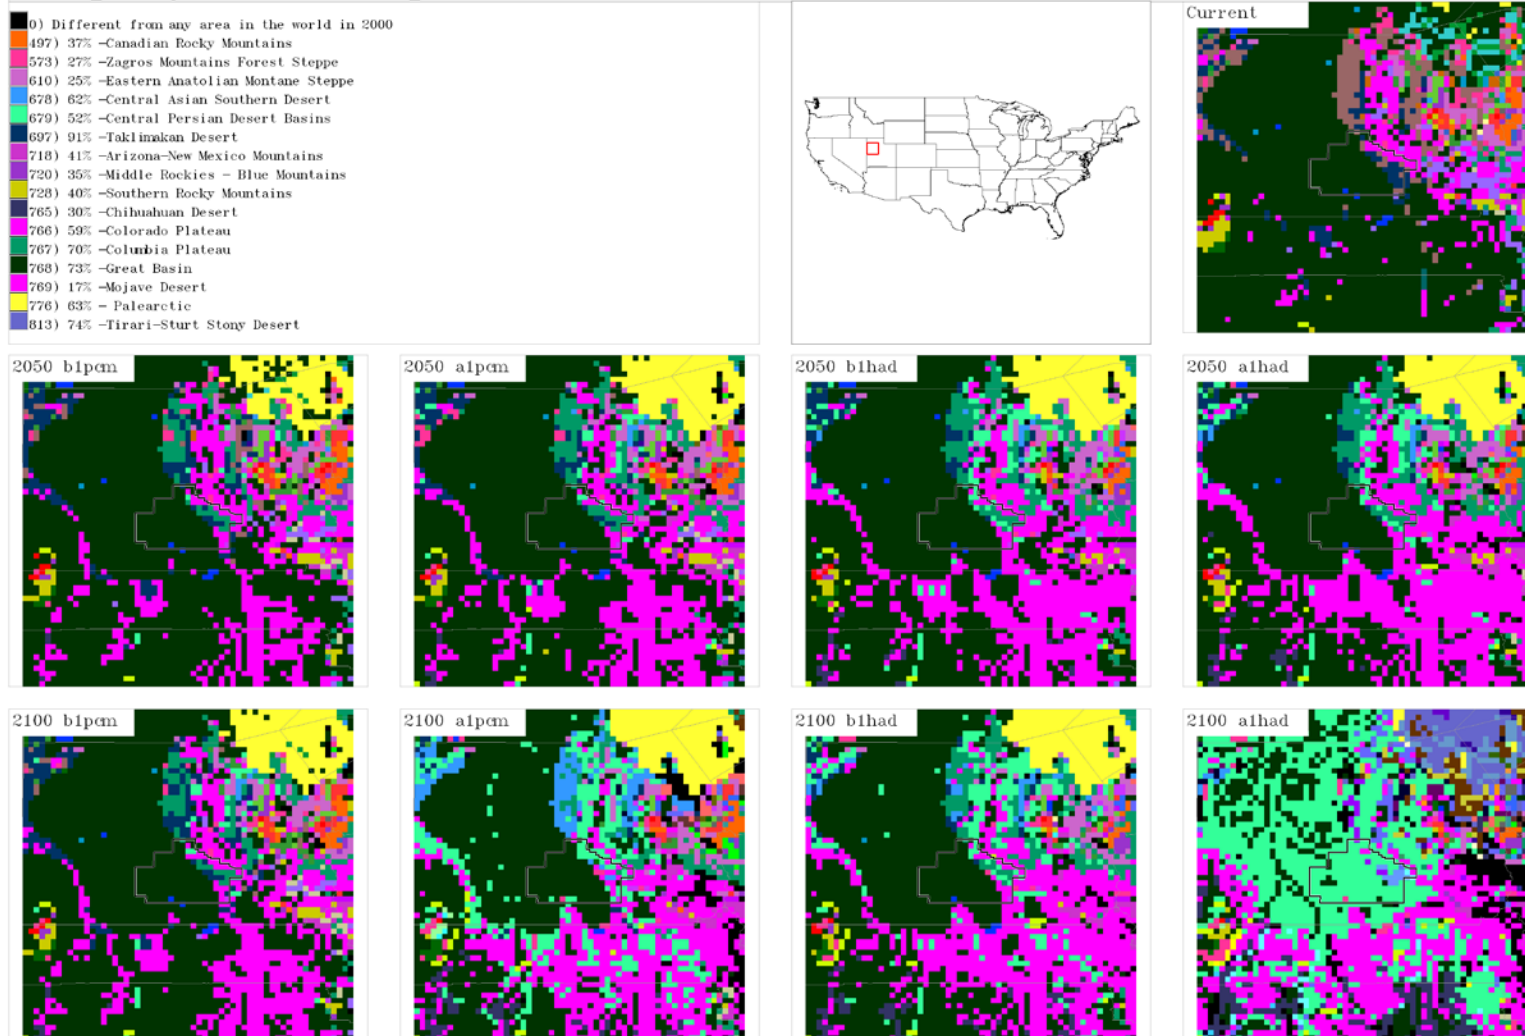 0) Different from any area in the world in 2000
497) 37% -Canadian Rocky Mountains
573) 27% -Zagros Mountains Forest Steppe
610) 25% -Eastern Anatolian Montane Steppe
678) 62% -Central Asian Southern Desert
679) 52% -Central Persian Desert Basins
697) 91% -Taklimakan Desert
718) 41% -Arizona-New Mexico Mountains
720) 35% -Middle Rockies - Blue Mountains
728) 40% -Southern Rocky Mountains
765) 30% -Chihuahuan Desert
766) 59% -Colorado Plateau
767) 70% -Columbia Plateau
768) 73% -Great Basin
769) 17% -Mojave Desert
776) 63% - Palearctic
813) 74% -Tirari-Sturt Stony Desert
Current
2050 b1pcm
2050 a1pcm
2050 b1had
2050 a1had
2100 b1pcm
2100 a1pcm
2100 b1had
2100 a1had